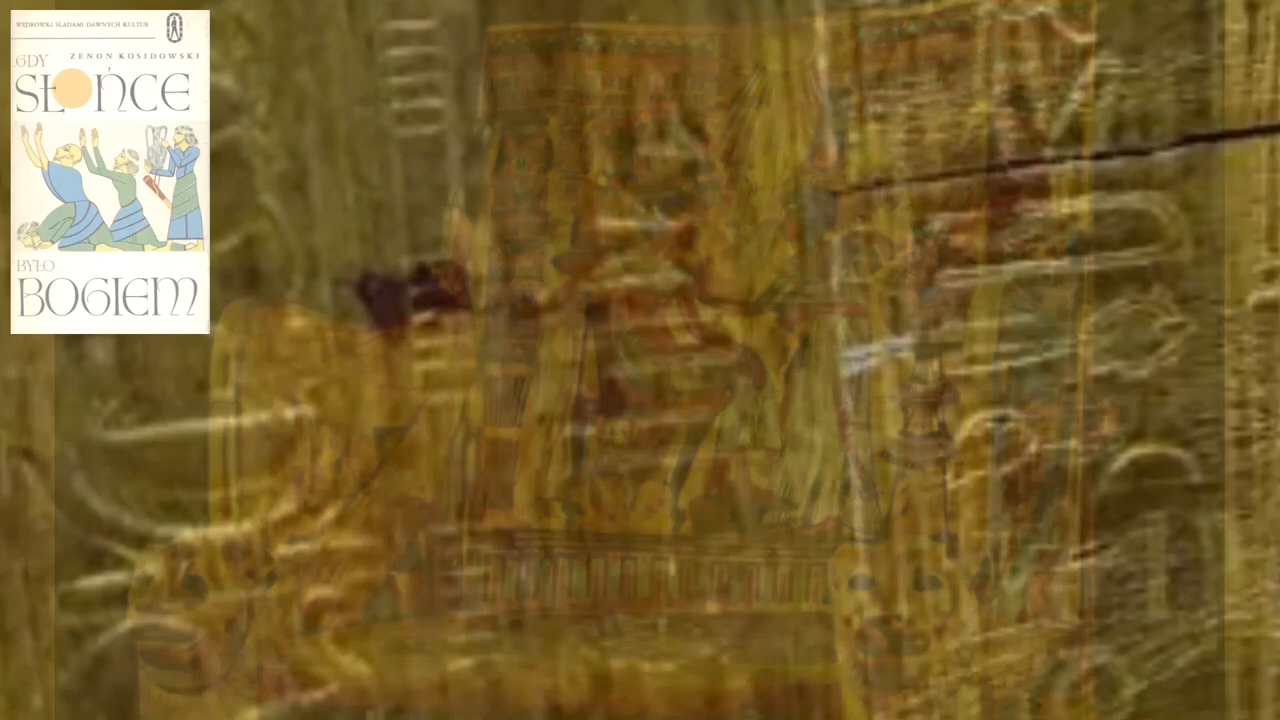 WĘDRÓWKI ŚLADAMI DAWNYCH KULTUR
ZENON KOSIDOWSKI
GDY
SŁOŃCE
BYŁO
BOGIEM